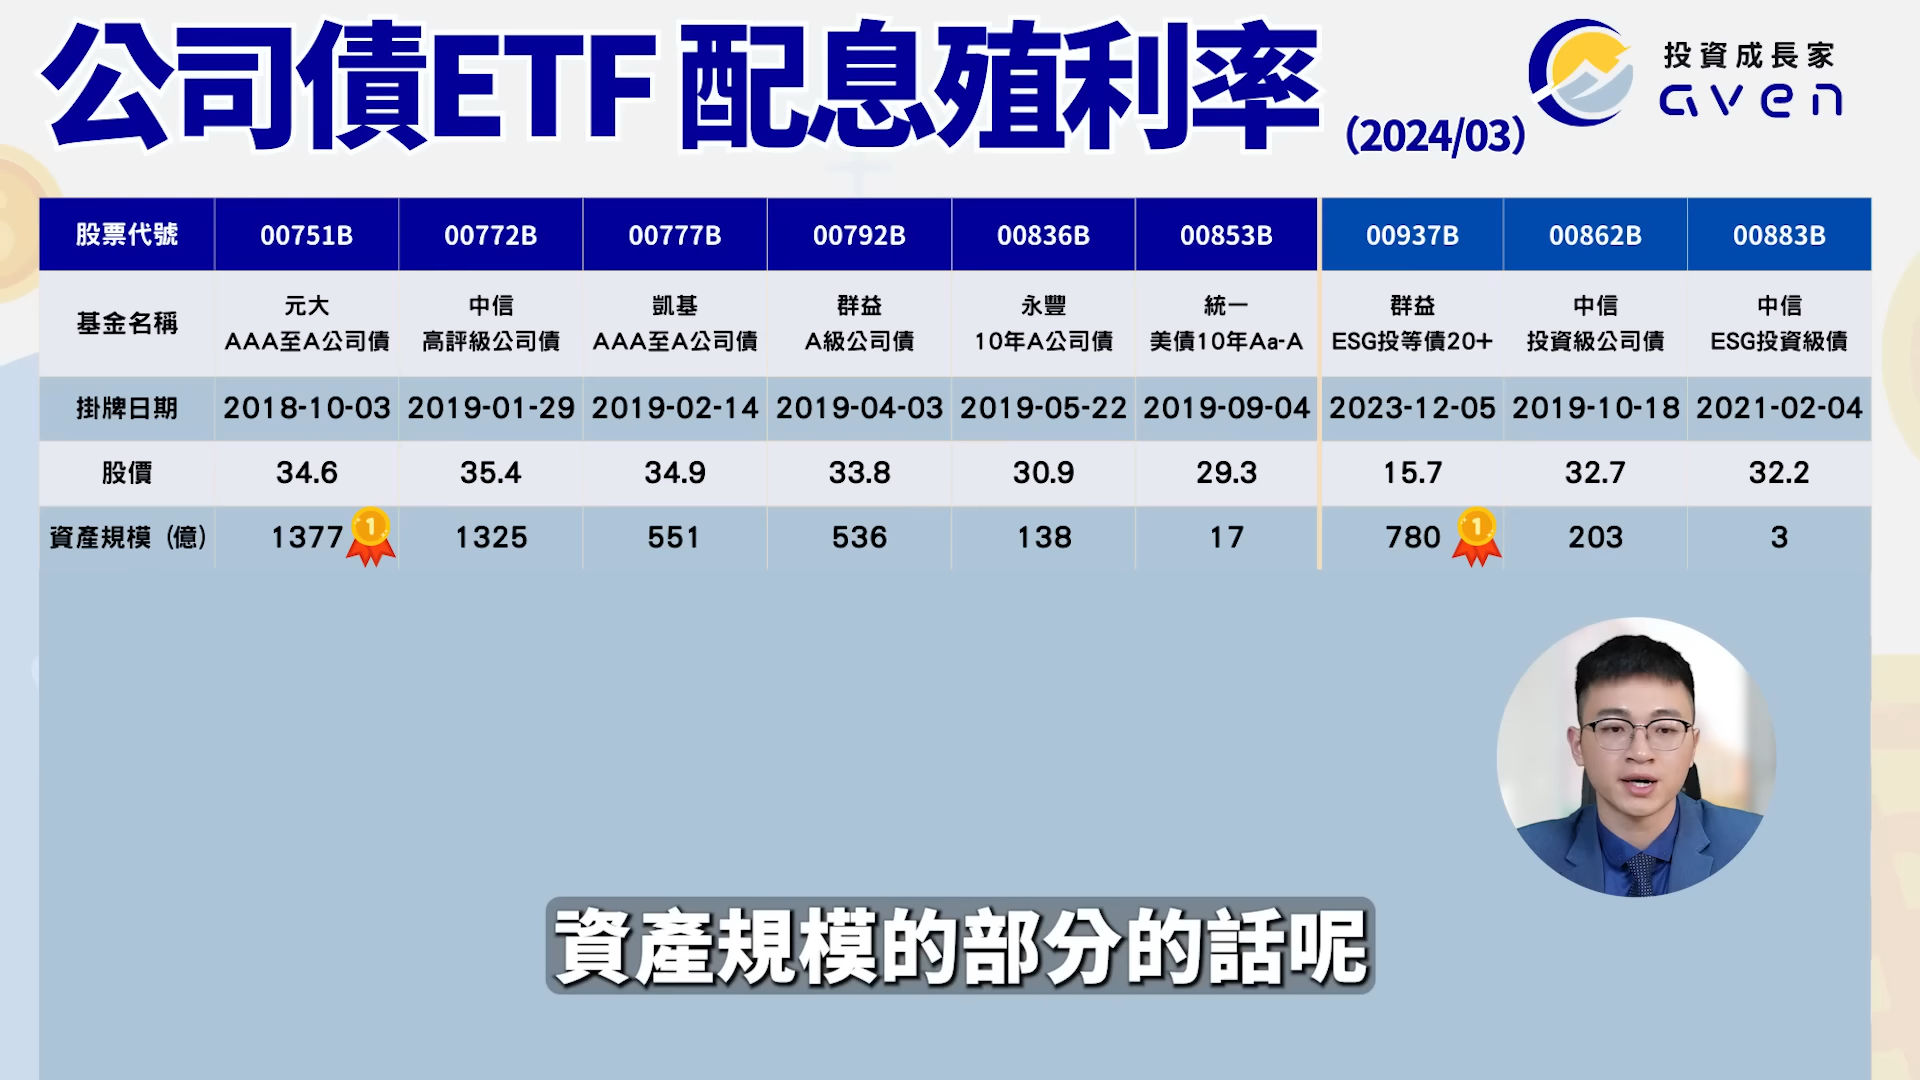 公司債ETF 配息殖利率 (2024/03)
投資成長家
aven
股票代號 00751B 00772B 00777B 00792B 00836B 00853B 00937B 00862B 00883B
基金名稱 元大 AAA至A公司債 中信 高評級公司債 凱基 AAA至A公司債 群益 A級公司債 永豐 10年A公司債 統一 美債10年Aa-A 群益 ESG投等債20+ 中信 投資級公司債 中信 ESG投資級債
掛牌日期 2018-10-03 2019-01-29 2019-02-14 2019-04-03 2019-05-22 2019-09-04 2023-12-05 2019-10-18 2021-02-04
股價 34.6 35.4 34.9 33.8 30.9 29.3 15.7 32.7 32.2
資產規模 (億) 1377 1 1325 551 536 138 17 780 1 203 3
資產規模的部分的話呢